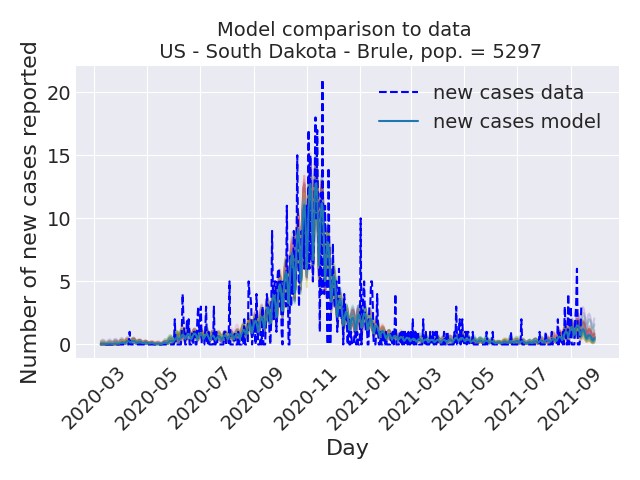 Model comparison to data
US - South Dakota - Brule, pop. = 5297
new cases data
new cases model
Number of new cases reported
20
15
10
5
0
2020-03
2020-05
2020-07
2020-09
2020-11
2021-01
2021-03
2021-05
2021-07
2021-09
Day